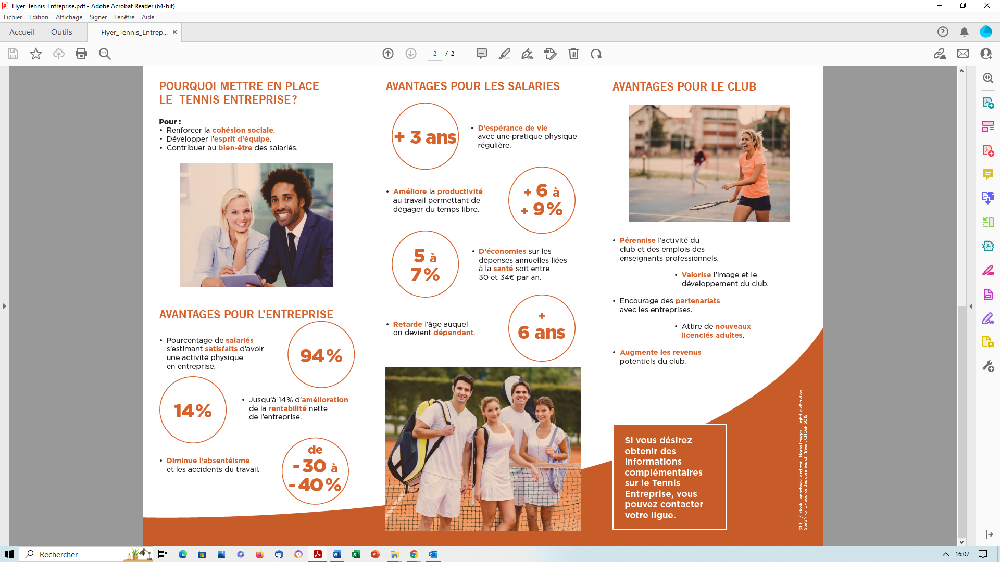 Flyer_Tennis_Entreprise.pdf - Adobe Acrobat Reader (64-bit)
Fichier Edition Affichage Signer Fenêtre Aide
Accueil Outils Flyer_Tennis_Entrep... ×
2 / 2
POURQUOI METTRE EN PLACE
LE TENNIS ENTREPRISE ?
Pour :
• Renforcer la cohésion sociale.
• Développer l'esprit d'équipe.
• Contribuer au bien-être des salariés.
AVANTAGES POUR L'ENTREPRISE
• Pourcentage de salariés
s'estimant satisfaits d'avoir
une activité physique
en entreprise.
94%
14%
• Jusqu'à 14% d'amélioration
de la rentabilité nette
de l'entreprise.
• Diminue l'absentéisme
et les accidents du travail.
de
-30 à
-40%
AVANTAGES POUR LES SALARIES
+ 3 ans
• D'espérance de vie
avec une pratique physique
régulière.
• Améliore la productivité
au travail permettant de
dégager du temps libre.
+ 6 à
+ 9%
5 à
7%
• D'économies sur les
dépenses annuelles liées
à la santé soit entre
30 et 34€ par an.
• Retarde l'âge auquel
on devient dépendant.
+
6 ans
AVANTAGES POUR LE CLUB
• Pérennise l'activité du
club et des emplois des
enseignants professionnels.
• Valorise l'image et le
développement du club.
• Encourage des partenariats
avec les entreprises.
• Attire de nouveaux
licenciés adultes.
• Augmente les revenus
potentiels du club.
Si vous désirez
obtenir des
informations
complémentaires
sur le Tennis
Entreprise, vous
pouvez contacter
votre ligue.
©FFT / istock - annebaek - andresr - Morsa Images - LightFieldStudios
StefaNikolic - Source des données chiffrées : CNOSF 2015
Rechercher
16:07